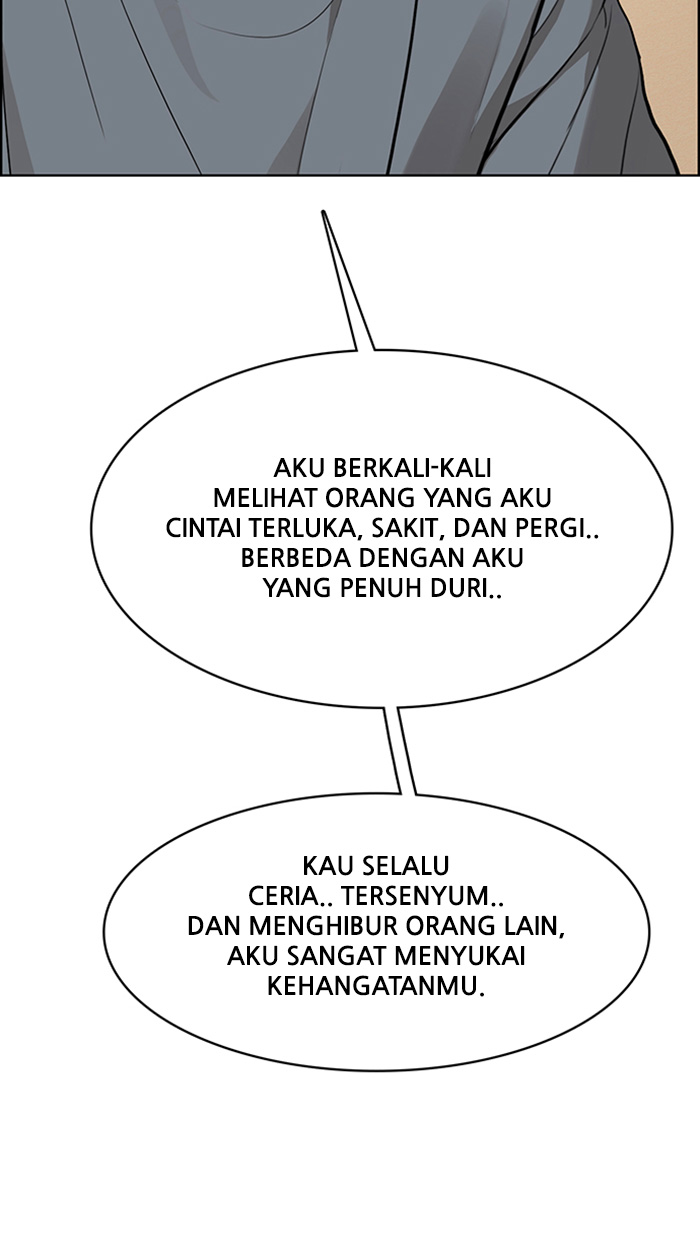 AKU BERKALI-KALI
MELIHAT ORANG YANG AKU
CINTAI TERLUKA, SAKIT, DAN PERGI..
BERBEDA DENGAN AKU
YANG PENUH DURI..
KAU SELALU
CERIA.. TERSENYUM..
DAN MENGHIBUR ORANG LAIN,
AKU SANGAT MENYUKAI
KEHANGATANMU.